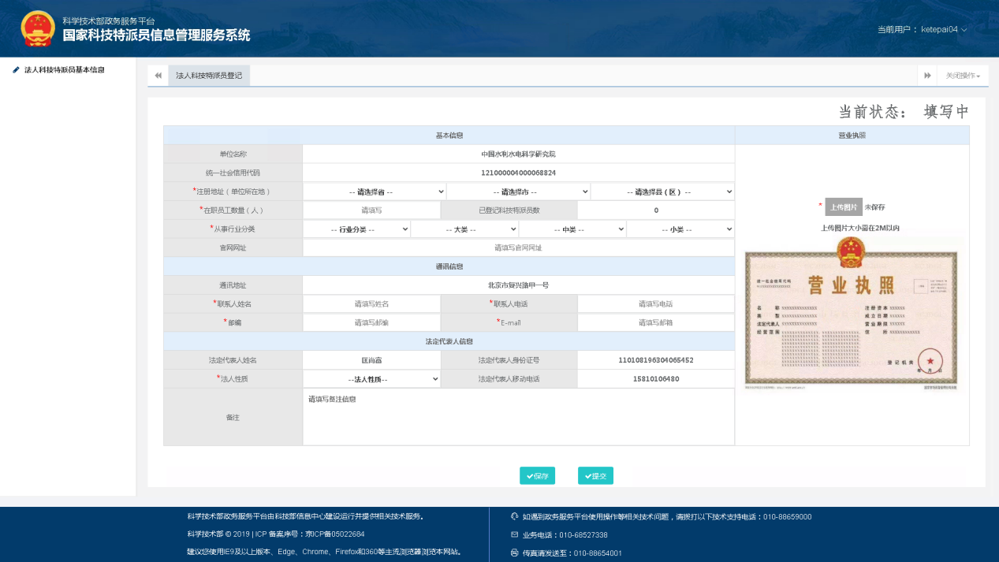 科学技术部政务服务平台
国家科技特派员信息管理服务系统
当前用户： ketepai04
法人科技特派员基本信息
法人科技特派员登记
关闭操作
当前状态： 填写中
基本信息
营业执照
单位名称 中国水利水电科学研究院
统一社会信用代码 121000004000068824
*注册地址（单位所在地） -- 请选择省 -- -- 请选择市 -- -- 请选择县（区） --
*在职员工数量（人） 请填写 已登记科技特派员数 0
*从事行业分类 -- 行业分类 -- -- 大类 -- -- 中类 -- -- 小类 --
官网网址 请填写官网网址
通讯信息
通讯地址 北京市复兴路甲一号
*联系人姓名 请填写姓名 *联系人电话 请填写电话
*邮编 请填写邮编 *E-mail 请填写邮箱
法定代表人信息
法定代表人姓名 匡尚富 法定代表人身份证号 110108196304065452
*法人性质 --法人性质-- 法定代表人移动电话 15810106480
备注 请填写备注信息
* 上传图片 未保存
上传图片大小需在2M以内
统一社会信用代码
营业执照
名 称 xxxxxxxxxxxxxx 注册资本 xxxxxx
类 型 xxxxxxxxxxxxxx 成立日期 xxxxxx
法定代表人 xxxxxxxxxxxxxx 营业期限 xxxxxx
经营范围 住 所 xxxxxxxxxxxx
登记机关
年 月 日
保存
提交
科学技术部政务服务平台由科技部信息中心建设运行并提供相关技术服务。
科学技术部 © 2019 | ICP 备案序号：京ICP备05022684
建议您使用IE9及以上版本、Edge、Chrome、Firefox和360等主流浏览器浏览本网站。
如遇到政务服务平台使用操作等相关技术问题，请拨打以下技术支持电话：010-88659000
业务电话：010-68527338
传真请发送至：010-88654001